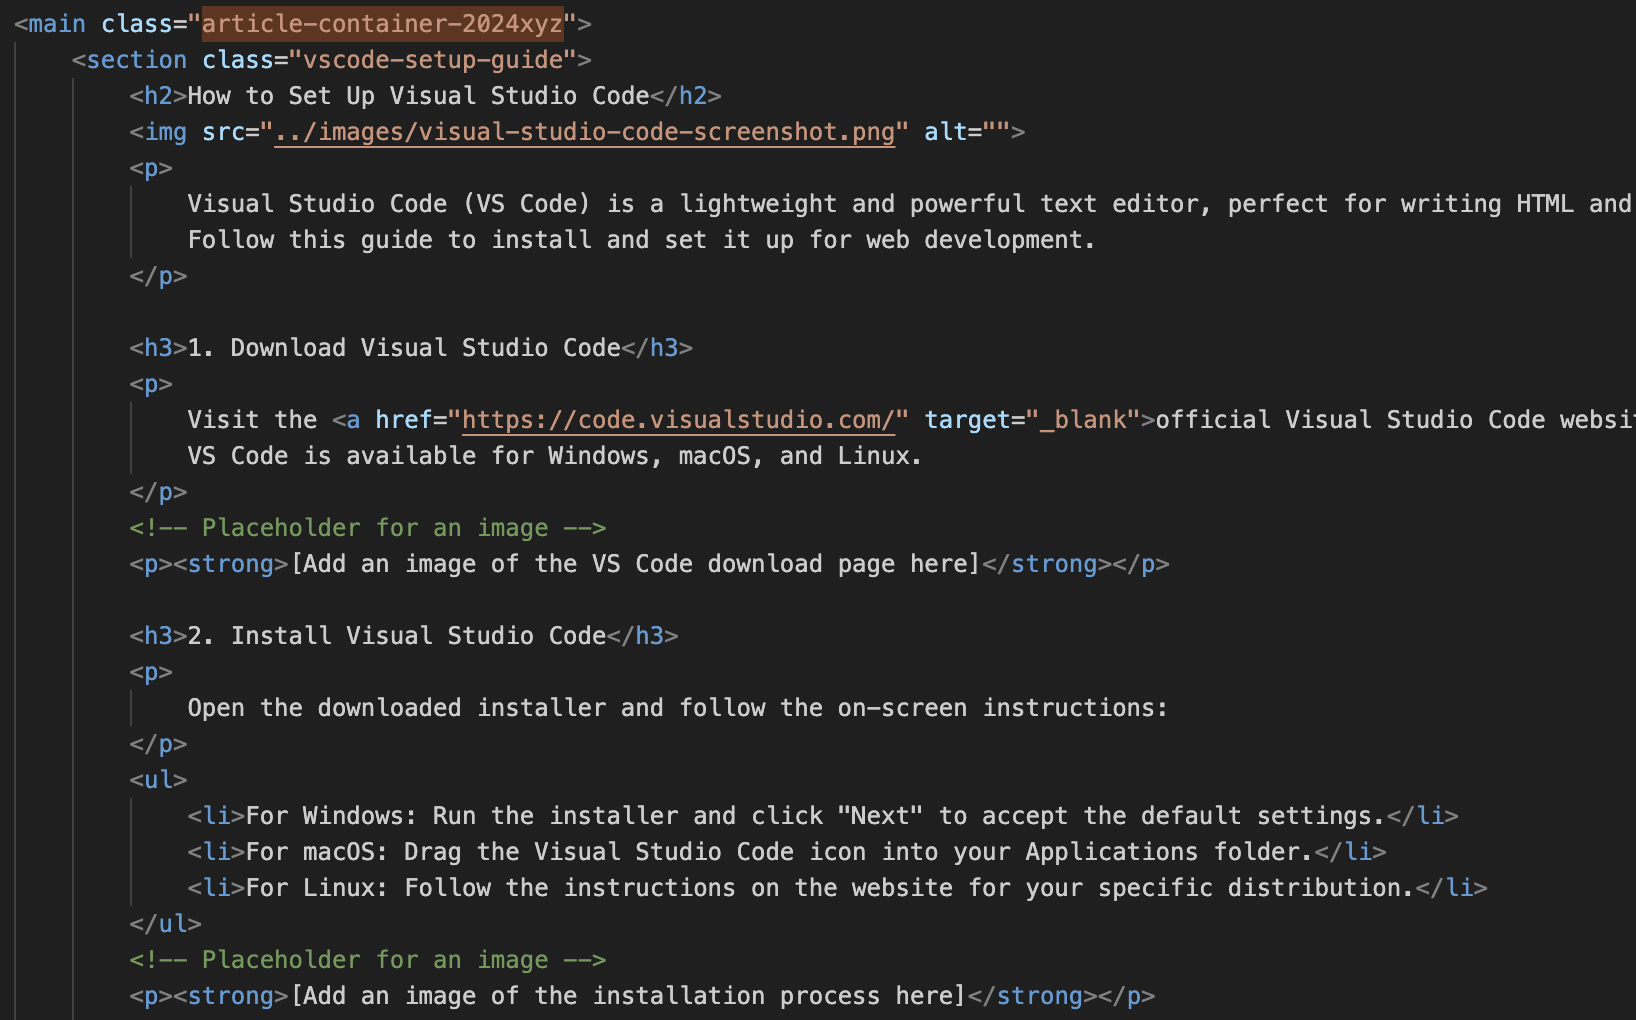 <main class="article-container-2024xyz">
<section class="vscode-setup-guide">
<h2>How to Set Up Visual Studio Code</h2>
<img src="../images/visual-studio-code-screenshot.png" alt="">
<p>
Visual Studio Code (VS Code) is a lightweight and powerful text editor, perfect for writing HTML and
Follow this guide to install and set it up for web development.
</p>
<h3>1. Download Visual Studio Code</h3>
<p>
Visit the <a href="https://code.visualstudio.com/" target="_blank">official Visual Studio Code websit
VS Code is available for Windows, macOS, and Linux.
</p>
<!-- Placeholder for an image -->
<p><strong>[Add an image of the VS Code download page here]</strong></p>
<h3>2. Install Visual Studio Code</h3>
<p>
Open the downloaded installer and follow the on-screen instructions:
</p>
<ul>
<li>For Windows: Run the installer and click "Next" to accept the default settings.</li>
<li>For macOS: Drag the Visual Studio Code icon into your Applications folder.</li>
<li>For Linux: Follow the instructions on the website for your specific distribution.</li>
</ul>
<!-- Placeholder for an image -->
<p><strong>[Add an image of the installation process here]</strong></p>